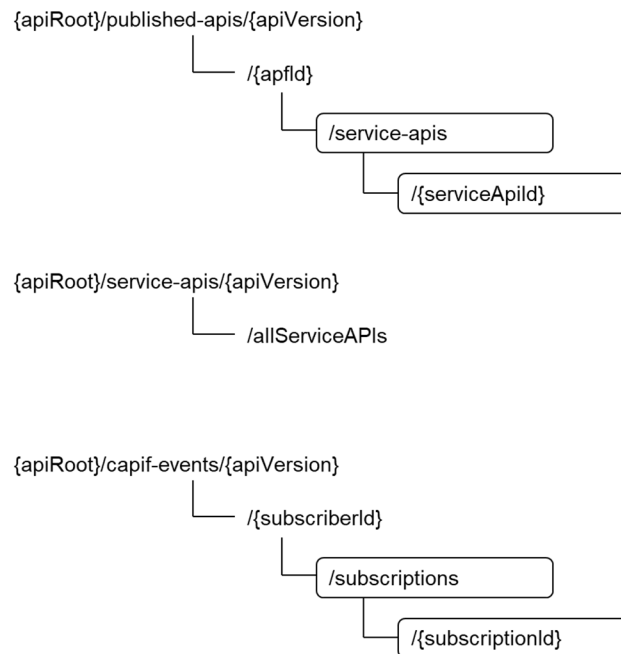 {apiRoot}/published-apis/{apiVersion}
/{apfId}
/service-apis
/{serviceApiId}
{apiRoot}/service-apis/{apiVersion}
/allServiceAPIs
{apiRoot}/capif-events/{apiVersion}
/{subscriberId}
/subscriptions
/{subscriptionId}